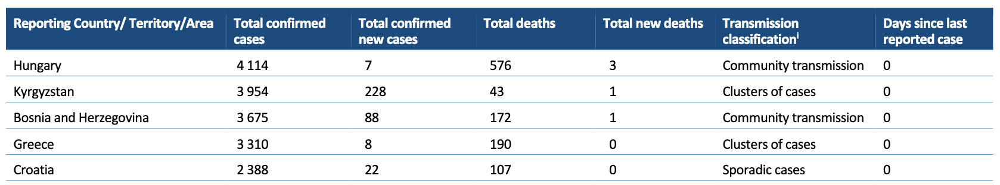 Reporting Country/ Territory/Area Total confirmed cases Total confirmed new cases Total deaths Total new deaths Transmission classificationⁱ Days since last reported case
Hungary 4 114 7 576 3 Community transmission 0
Kyrgyzstan 3 954 228 43 1 Clusters of cases 0
Bosnia and Herzegovina 3 675 88 172 1 Community transmission 0
Greece 3 310 8 190 0 Clusters of cases 0
Croatia 2 388 22 107 0 Sporadic cases 0